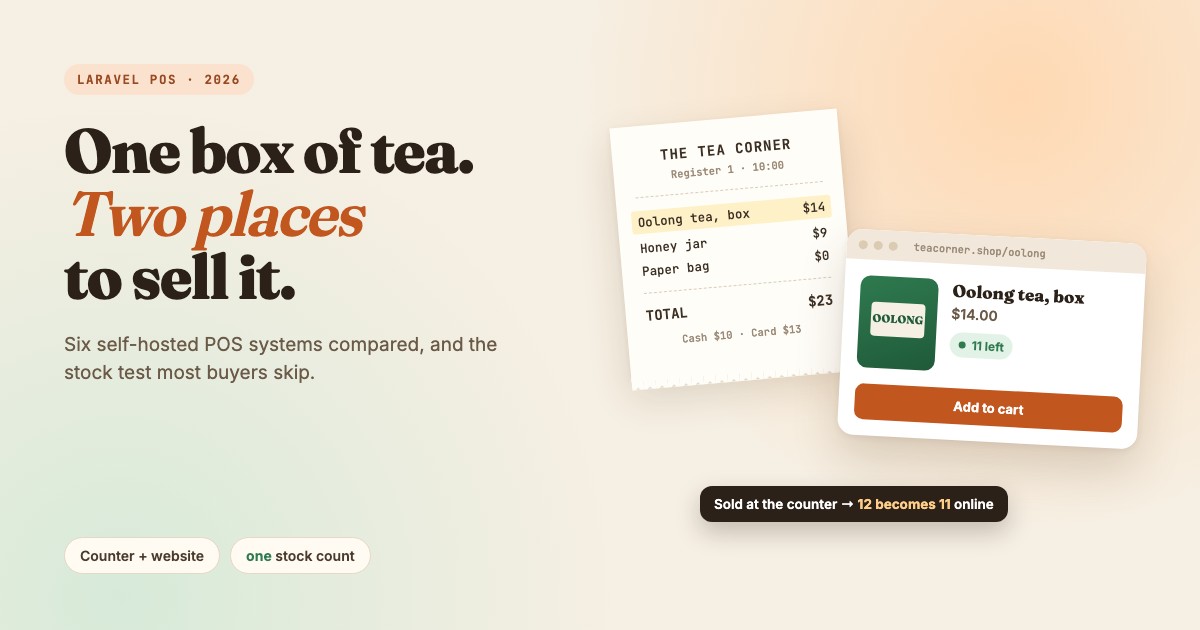 LARAVEL POS · 2026
One box of tea.
Two places
to sell it.
Six self-hosted POS systems compared, and the
stock test most buyers skip.
Counter + website
one stock count
THE TEA CORNER
Register 1 · 10:00
Oolong tea, box $14
Honey jar $9
Paper bag $0
TOTAL $23
Cash $10 · Card $13
teacorner.shop/oolong
OOLONG
Oolong tea, box
$14.00
11 left
Add to cart
Sold at the counter → 12 becomes 11 online